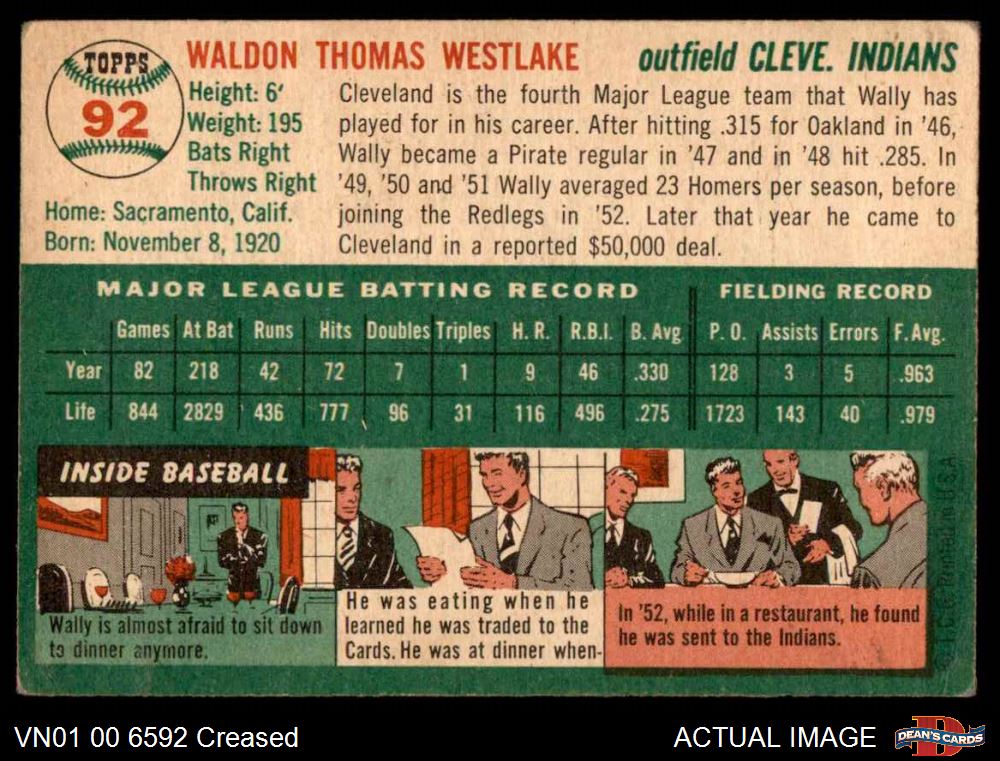 TOPPS
92
WALDON THOMAS WESTLAKE
outfield CLEVE. INDIANS
Height: 6'
Weight: 195
Bats Right
Throws Right
Home: Sacramento, Calif.
Born: November 8, 1920
Cleveland is the fourth Major League team that Wally has
played for in his career. After hitting .315 for Oakland in '46,
Wally became a Pirate regular in '47 and in '48 hit .285. In
'49, '50 and '51 Wally averaged 23 Homers per season, before
joining the Redlegs in '52. Later that year he came to
Cleveland in a reported $50,000 deal.
MAJOR LEAGUE BATTING RECORD FIELDING RECORD
Games At Bat Runs Hits Doubles Triples H. R. R.B.I. B. Avg. P. O. Assists Errors F. Avg.
Year 82 218 42 72 7 1 9 46 .330 128 3 5 .963
Life 844 2829 436 777 96 31 116 496 .275 1723 143 40 .979
INSIDE BASEBALL
Wally is almost afraid to sit down
to dinner anymore.
He was eating when he
learned he was traded to the
Cards. He was at dinner when-
In '52, while in a restaurant, he found
he was sent to the Indians.
T.C.G. Printed in U.S.A.
VN01 00 6592 Creased
ACTUAL IMAGE
DEAN'S CARDS